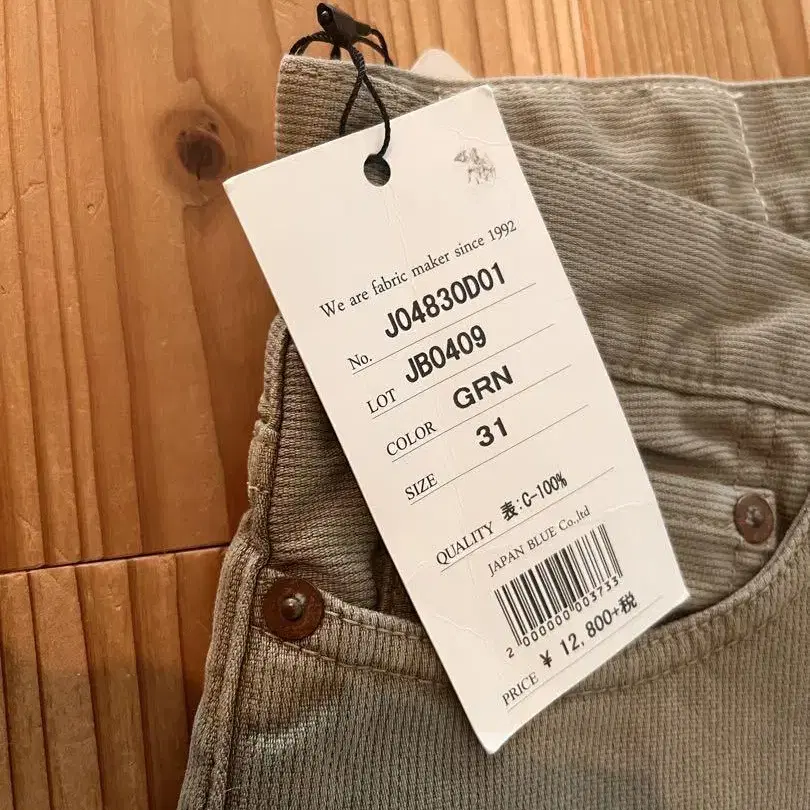 We are fabric maker since 1992
No. J04830D01
LOT JB0409
COLOR GRN
SIZE 31
QUALITY 表:C-100%
JAPAN BLUE Co.,ltd
2 000000 003733
PRICE ¥ 12,800+税